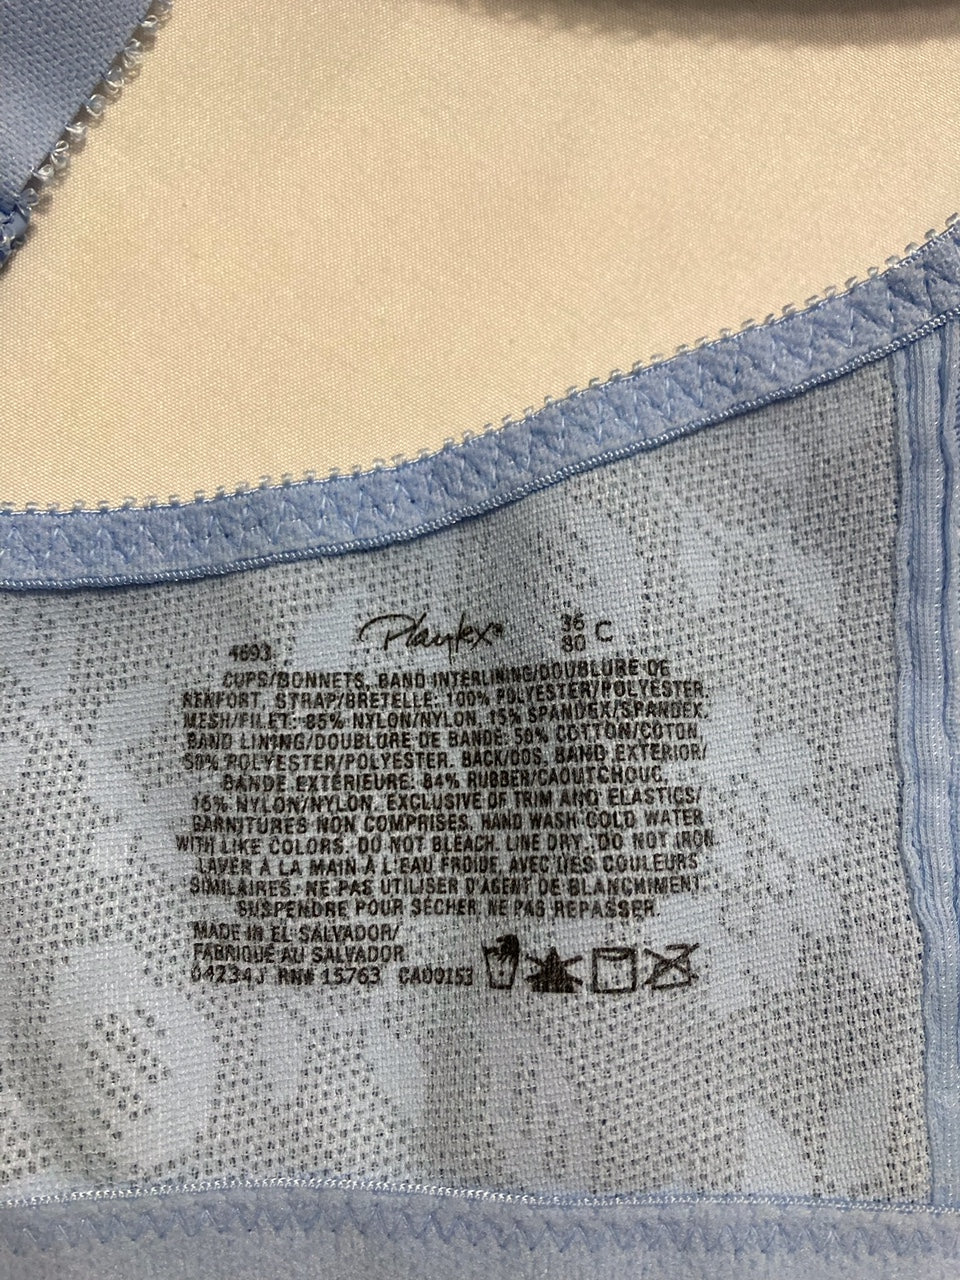 Playtex® 36 C
4693 80
CUPS/BONNETS, BAND INTERLINING/DOUBLURE DE
RENFORT, STRAP/BRETELLE: 100% POLYESTER/POLYESTER.
MESH/FILET: 85% NYLON/NYLON, 15% SPANDEX/SPANDEX.
BAND LINING/DOUBLURE DE BANDE: 50% COTTON/COTON,
50% POLYESTER/POLYESTER. BACK/DOS, BAND EXTERIOR/
BANDE EXTÉRIEURE: 84% RUBBER/CAOUTCHOUC,
16% NYLON/NYLON. EXCLUSIVE OF TRIM AND ELASTICS/
GARNITURES NON COMPRISES. HAND WASH COLD WATER
WITH LIKE COLORS. DO NOT BLEACH. LINE DRY. DO NOT IRON
LAVER À LA MAIN À L'EAU FROIDE, AVEC DES COULEURS
SIMILAIRES. NE PAS UTILISER D'AGENT DE BLANCHIMENT.
SUSPENDRE POUR SÉCHER, NE PAS REPASSER.
MADE IN EL SALVADOR/
FABRIQUÉ AU SALVADOR
04234J RN# 15763 CA00153